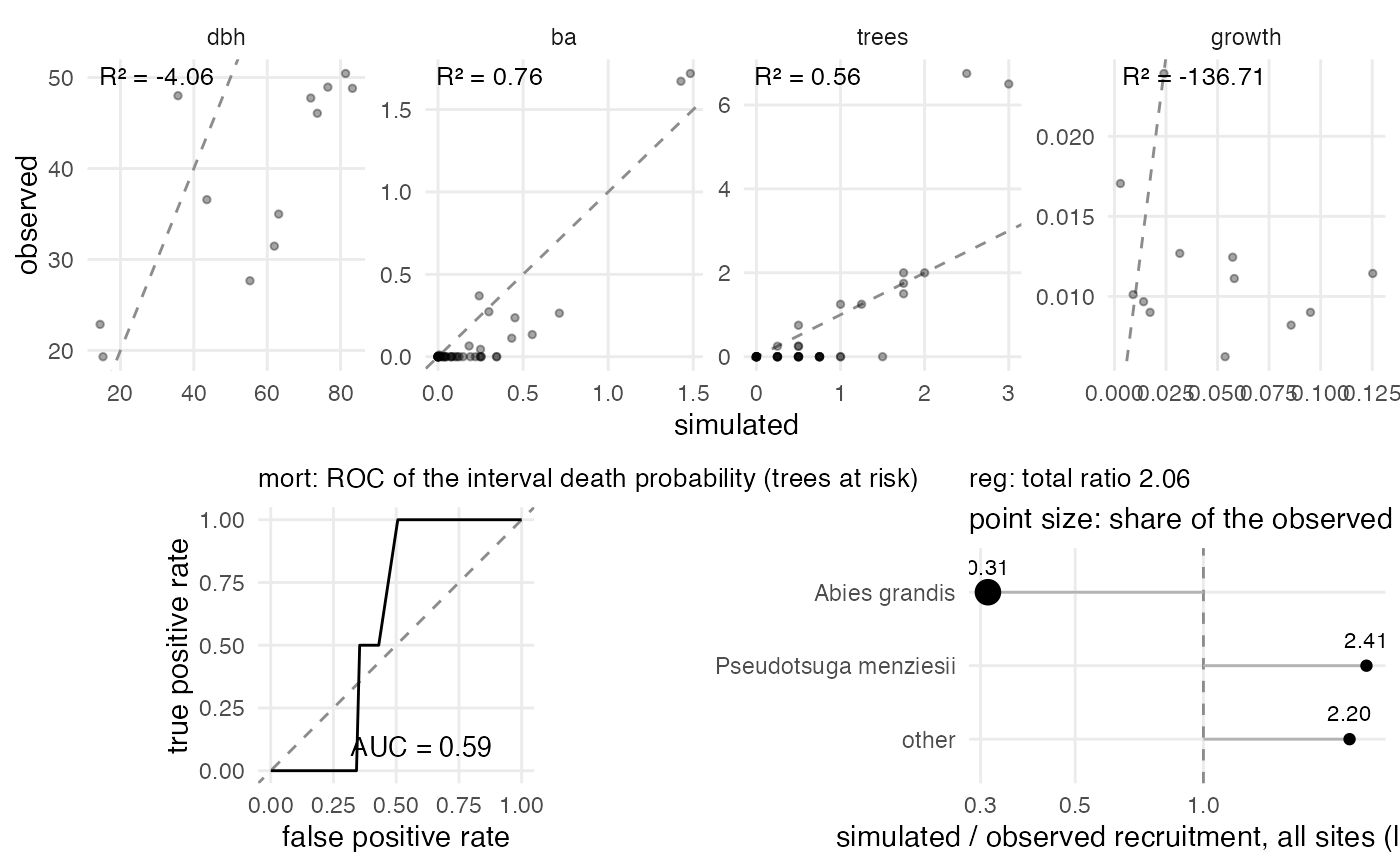 dbh
ba
trees
growth
R² = -4.06
R² = 0.76
R² = 0.56
R² = -136.71
observed
50
40
30
20
1.5
1.0
0.5
0.0
6
4
2
0
0.020
0.015
0.010
20 40 60 80
0.0 0.5 1.0 1.5
0 1 2 3
0.000 0.025 0.050 0.075 0.100 0.125
simulated
mort: ROC of the interval death probability (trees at risk)
true positive rate
1.00
0.75
0.50
0.25
0.00
AUC = 0.59
0.00 0.25 0.50 0.75 1.00
false positive rate
reg: total ratio 2.06
point size: share of the observed
0.31
Abies grandis
2.41
Pseudotsuga menziesii
2.20
other
0.3 0.5 1.0
simulated / observed recruitment, all sites (l